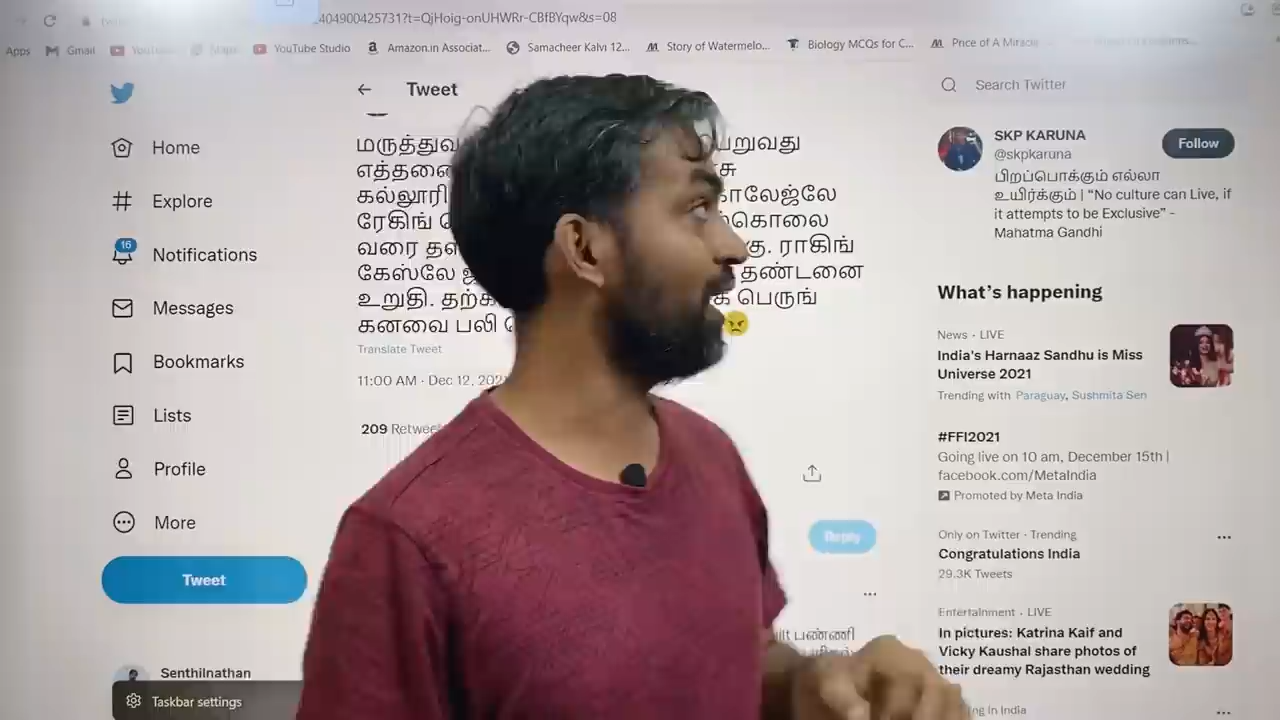 404900425731?t=QjHoig-onUHWRr-CBfBYqw&s=08
Apps Gmail YouTube Maps YouTube Studio Amazon.in Associat... Samacheer Kalvi 12... Story of Watermelo... Biology MCQs for C... Price of A Miracle
Tweet
Search Twitter
Home
Explore
16
Notifications
Messages
Bookmarks
Lists
Profile
More
Tweet
Senthilnathan
Taskbar settings
மருத்துவ பெறுவது
எத்தனை
கல்லூரி காலேஜ்லே
ரேகிங்
வரை ராகிங்
கேஸ்லே தண்டனை
உறுதி. பெருங்
கனவை பலி
Translate Tweet
11:00 AM · Dec 12, 202
209 Retwee
Reply
பண்ணி
SKP KARUNA
@skpkaruna
Follow
பிறப்பொக்கும் எல்லா
உயிர்க்கும் | “No culture can Live, if
it attempts to be Exclusive” -
Mahatma Gandhi
What's happening
News · LIVE
India's Harnaaz Sandhu is Miss
Universe 2021
Trending with Paraguay, Sushmita Sen
#FFI2021
Going live on 10 am, December 15th |
facebook.com/MetaIndia
Promoted by Meta India
Only on Twitter · Trending
Congratulations India
29.3K Tweets
Entertainment · LIVE
In pictures: Katrina Kaif and
Vicky Kaushal share photos of
their dreamy Rajasthan wedding
in India